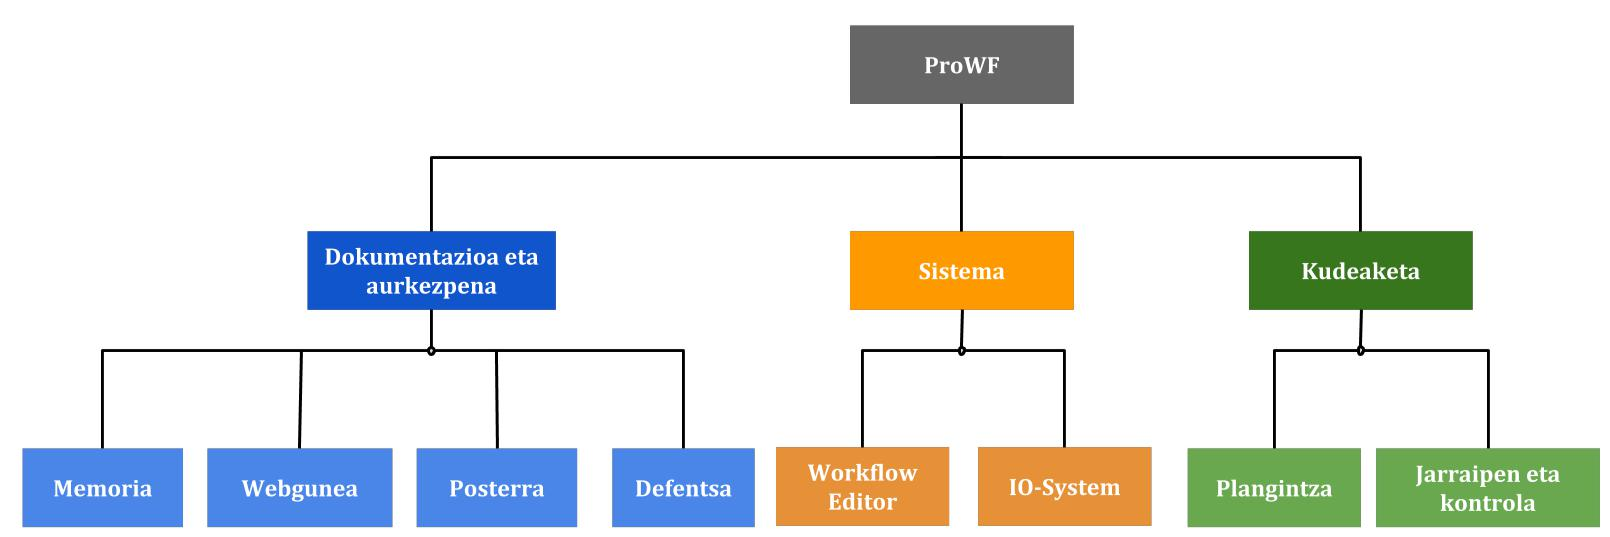 ProWF
Dokumentazioa eta
aurkezpena
Sistema
Kudeaketa
Memoria
Webgunea
Posterra
Defentsa
Workflow
Editor
IO-System
Plangintza
Jarraipen eta
kontrola